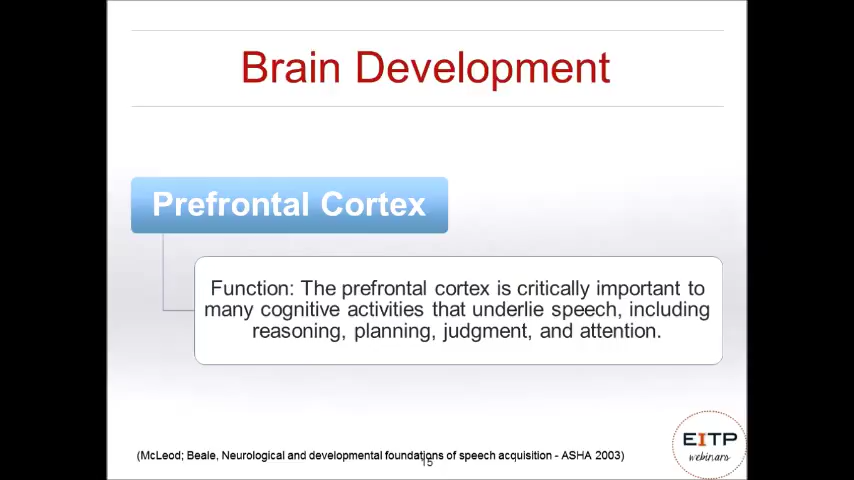 Brain Development
Prefrontal Cortex
Function: The prefrontal cortex is critically important to
many cognitive activities that underlie speech, including
reasoning, planning, judgment, and attention.
(McLeod; Beale, Neurological and developmental foundations of speech acquisition - ASHA 2003)
15
EITP
webinars